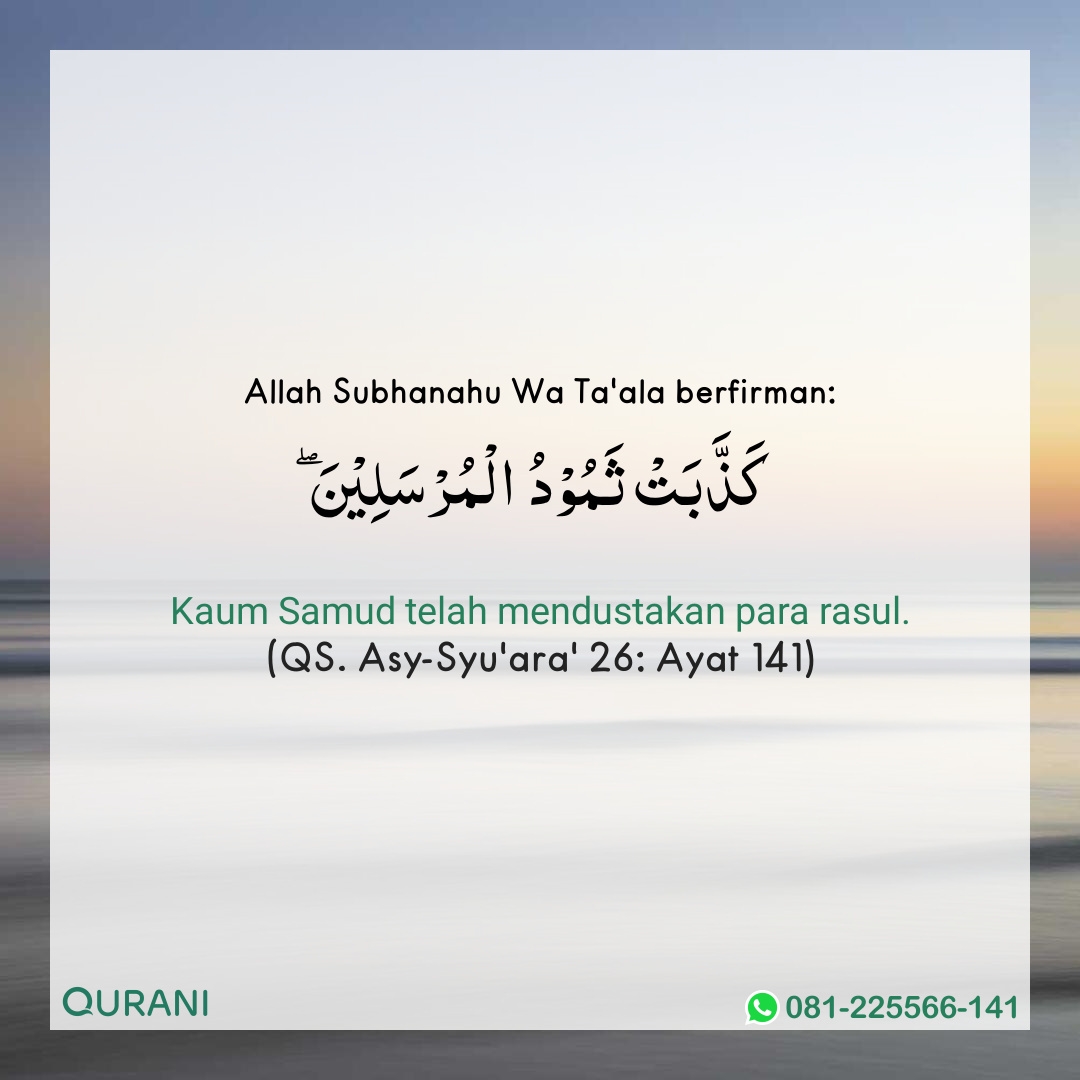 Allah Subhanahu Wa Ta'ala berfirman:
كَذَّبَتْ ثَمُوْدُ الْمُرْسَلِيْنَ ۖ
Kaum Samud telah mendustakan para rasul.
(QS. Asy-Syu'ara' 26: Ayat 141)
QURANI
081-225566-141